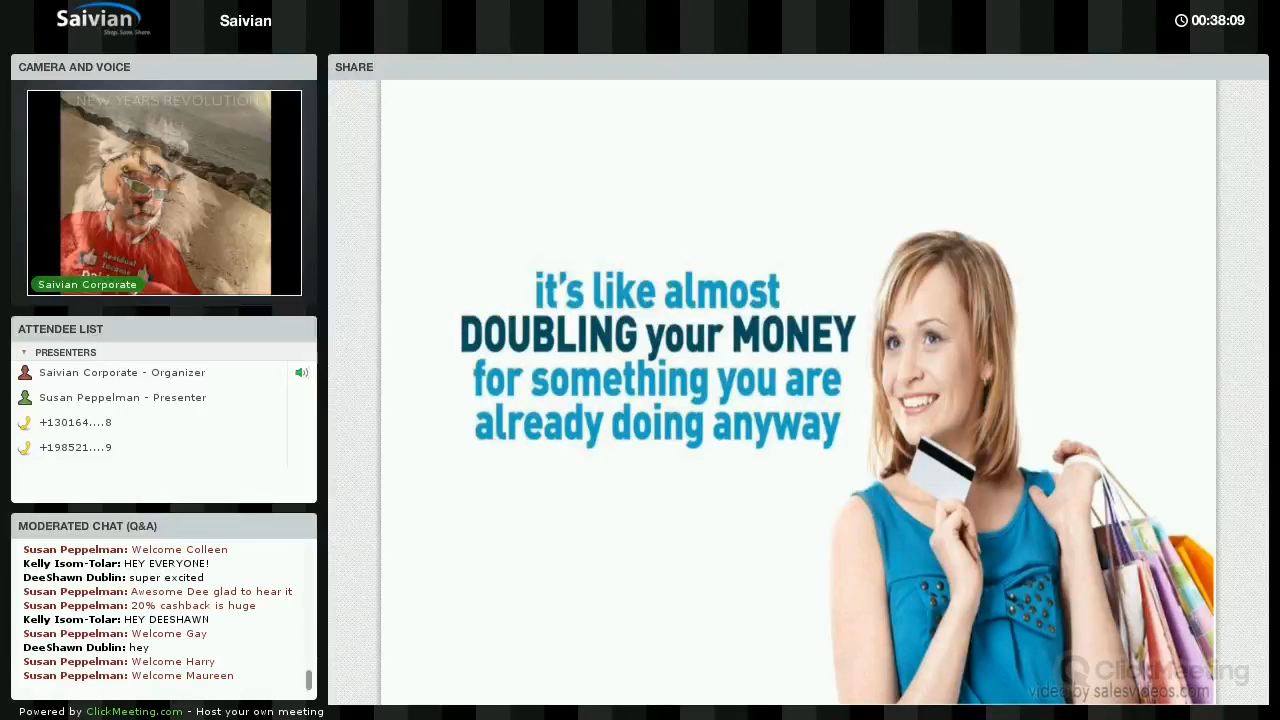 Saivian
Shop. Save. Share.
Saivian
00:38:09
CAMERA AND VOICE
SHARE
NEW YEARS REVOLUTION
Residual
Income
Saivian Corporate
ATTENDEE LIST
PRESENTERS
Saivian Corporate - Organizer
Susan Peppelman - Presenter
+130164....8
+198521....9
MODERATED CHAT (Q&A)
Susan Peppelman: Welcome Colleen
Kelly Isom-Tolar: HEY EVERYONE!
DeeShawn Dublin: super excited
Susan Peppelman: Awesome Dee glad to hear it
Susan Peppelman: 20% cashback is huge
Kelly Isom-Tolar: HEY DEESHAWN
Susan Peppelman: Welcome Gay
DeeShawn Dublin: hey
Susan Peppelman: Welcome Harry
Susan Peppelman: Welcome Maureen
Powered by ClickMeeting.com - Host your own meeting
it's like almost
DOUBLING your MONEY
for something you are
already doing anyway
ClickMeeting
video by salesvideos.com